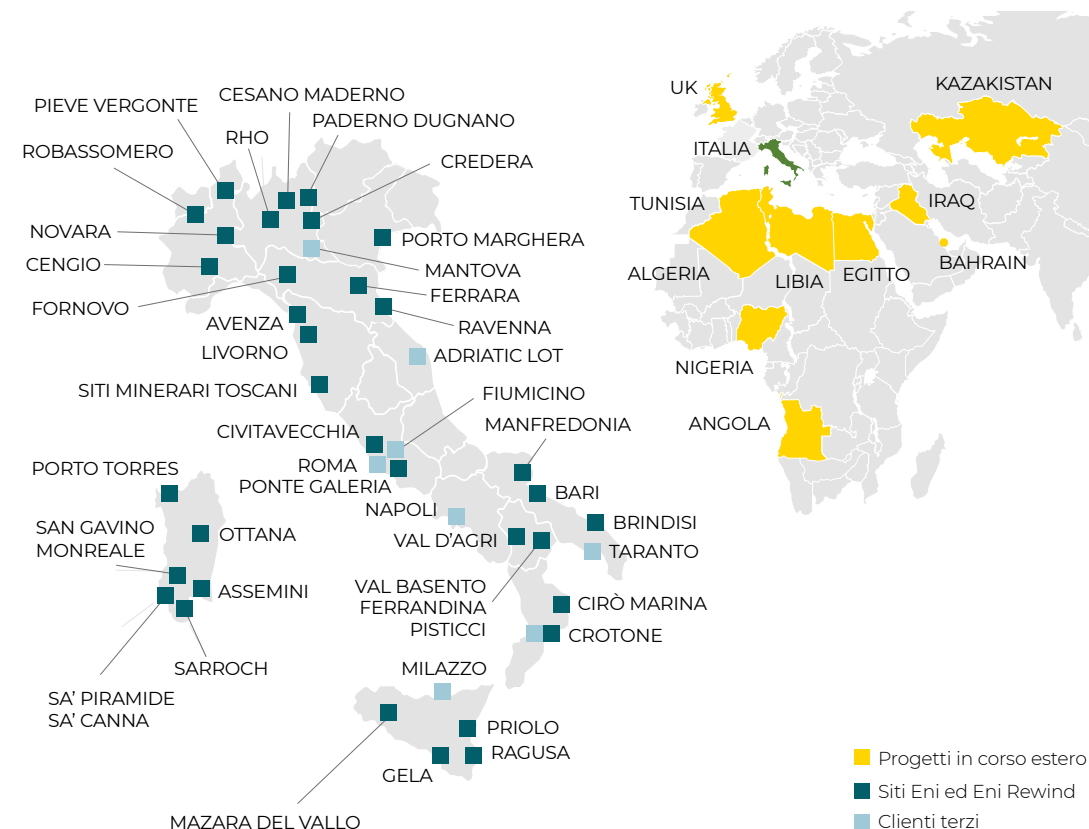 CESANO MADERNO
PIEVE VERGONTE
PADERNO DUGNANO
RHO
ROBASSOMERO
CREDERA
NOVARA
PORTO MARGHERA
CENGIO
MANTOVA
FERRARA
FORNOVO
AVENZA
RAVENNA
LIVORNO
ADRIATIC LOT
SITI MINERARI TOSCANI
FIUMICINO
MANFREDONIA
CIVITAVECCHIA
ROMA
PONTE GALERIA
PORTO TORRES
BARI
NAPOLI
SAN GAVINO
MONREALE
OTTANA
BRINDISI
VAL D’AGRI
TARANTO
VAL BASENTO
FERRANDINA
PISTICCI
ASSEMINI
CIRÒ MARINA
CROTONE
SARROCH
MILAZZO
SA’ PIRAMIDE
SA’ CANNA
PRIOLO
RAGUSA
GELA
MAZARA DEL VALLO
UK
KAZAKISTAN
ITALIA
TUNISIA
IRAQ
ALGERIA
LIBIA
EGITTO
BAHRAIN
NIGERIA
ANGOLA
Progetti in corso estero
Siti Eni ed Eni Rewind
Clienti terzi